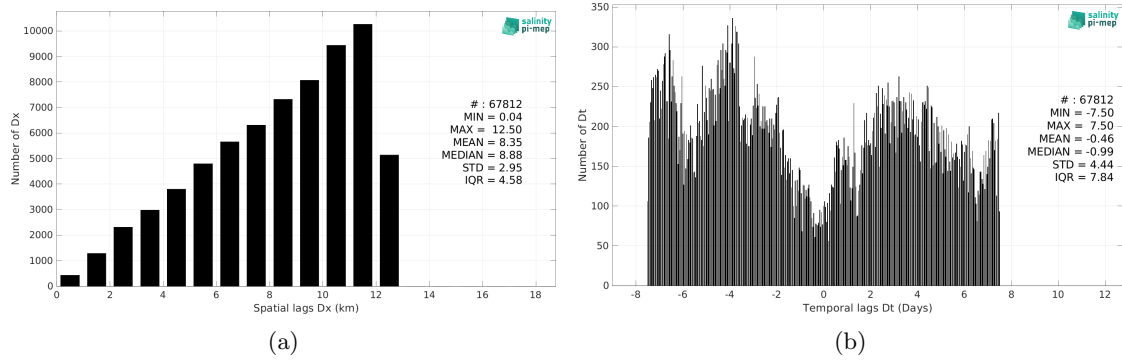 10000
9000
8000
7000
6000
5000
4000
3000
2000
1000
0
Number of Dx
0 2 4 6 8 10 12 14 16 18
Spatial lags Dx (km)
salinity
pi-mep
# : 67812
MIN = 0.04
MAX = 12.50
MEAN = 8.35
MEDIAN = 8.88
STD = 2.95
IQR = 4.58
(a)
350
300
250
200
150
100
50
0
Number of Dt
-8 -6 -4 -2 0 2 4 6 8 10 12
Temporal lags Dt (Days)
salinity
pi-mep
# : 67812
MIN = -7.50
MAX = 7.50
MEAN = -0.46
MEDIAN = -0.99
STD = 4.44
IQR = 7.84
(b)